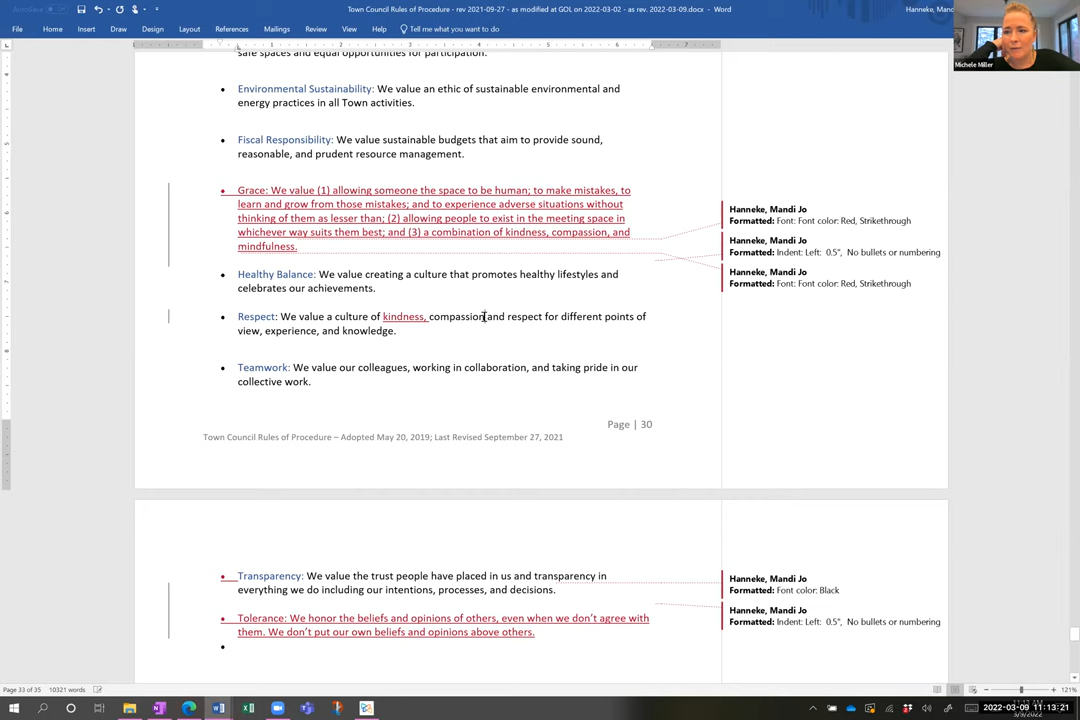 AutoSave
Town Council Rules of Procedure - rev 2021-09-27 - as modified at GOL on 2022-03-02 - as rev. 2022-03-09.docx - Word
Hanneke, Mand
File Home Insert Draw Design Layout References Mailings Review View Help Tell me what you want to do
Michele Miller
safe spaces and equal opportunities for participation.
• Environmental Sustainability: We value an ethic of sustainable environmental and
energy practices in all Town activities.
• Fiscal Responsibility: We value sustainable budgets that aim to provide sound,
reasonable, and prudent resource management.
• Grace: We value (1) allowing someone the space to be human; to make mistakes, to
learn and grow from those mistakes; and to experience adverse situations without
thinking of them as lesser than; (2) allowing people to exist in the meeting space in
whichever way suits them best; and (3) a combination of kindness, compassion, and
mindfulness.
Hanneke, Mandi Jo
Formatted: Font: Font color: Red, Strikethrough
Hanneke, Mandi Jo
Formatted: Indent: Left: 0.5", No bullets or numbering
Hanneke, Mandi Jo
Formatted: Font: Font color: Red, Strikethrough
• Healthy Balance: We value creating a culture that promotes healthy lifestyles and
celebrates our achievements.
• Respect: We value a culture of kindness, compassion and respect for different points of
view, experience, and knowledge.
• Teamwork: We value our colleagues, working in collaboration, and taking pride in our
collective work.
Page | 30
Town Council Rules of Procedure – Adopted May 20, 2019; Last Revised September 27, 2021
• Transparency: We value the trust people have placed in us and transparency in
everything we do including our intentions, processes, and decisions.
• Tolerance: We honor the beliefs and opinions of others, even when we don't agree with
them. We don't put our own beliefs and opinions above others.
•
Hanneke, Mandi Jo
Formatted: Font color: Black
Hanneke, Mandi Jo
Formatted: Indent: Left: 0.5", No bullets or numbering
Page 33 of 35 10321 words
121%
2022-03-09 11:13:21